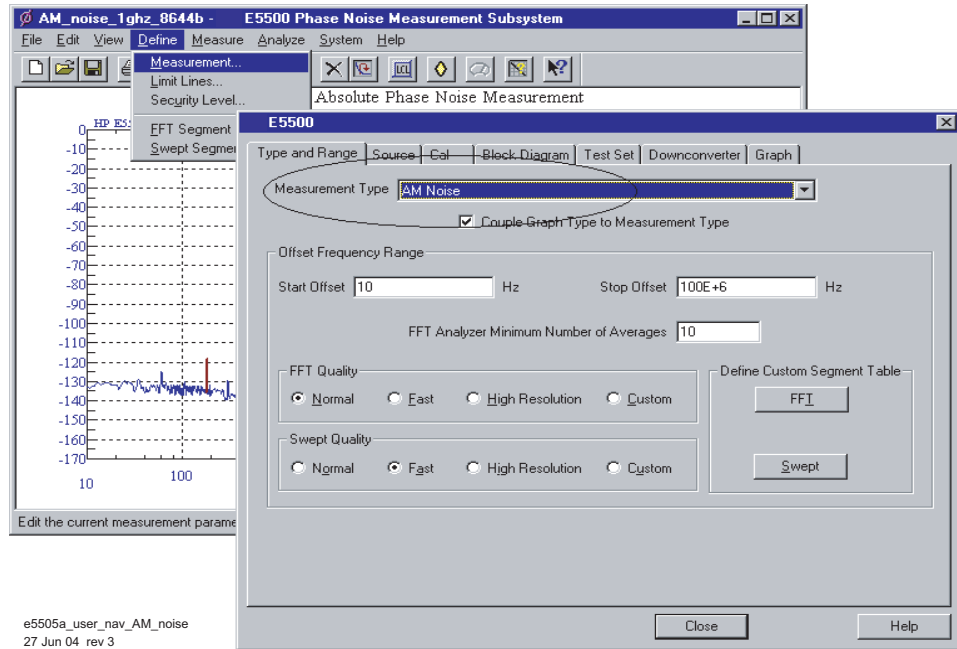 AM_noise_1ghz_8644b - E5500 Phase Noise Measurement Subsystem
File Edit View Define Measure Analyze System Help
Measurement...
Limit Lines...
Security Level...
FFT Segment
Absolute Phase Noise Measurement
HP
0
-10
-20
-30
-40
-50
-60
-70
-80
-90
-100
-110
-120
-130
-140
-150
-160
-170
10 100
E5500
Type and Range Source Cal Block Diagram Test Set Downconverter Graph
Measurement Type AM Noise
Couple Graph Type to Measurement Type
Offset Frequency Range
Start Offset 10 Hz Stop Offset 100E+6 Hz
FFT Analyzer Minimum Number of Averages 10
FFT Quality
Normal Fast High Resolution Custom
Swept Quality
Normal Fast High Resolution Custom
Define Custom Segment Table
FFT
Swept
Close Help
Swept
Edit the current measurement
e5505a_user_nav_AM_noise
27 Jun 04 rev 3